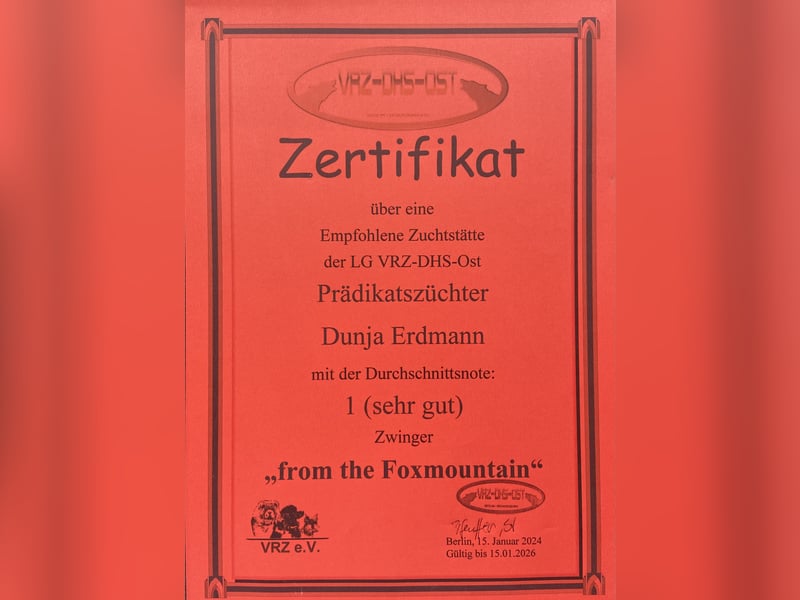 VRZ-DHS-OST
Zertifikat
über eine
Empfohlene Zuchtstätte
der LG VRZ-DHS-Ost
Prädikatszüchter
Dunja Erdmann
mit der Durchschnittsnote:
1 (sehr gut)
Zwinger
„from the Foxmountain“
VRZ-DHS-OST
VRZ e.V.
Berlin, 15. Januar 2024
Gültig bis 15.01.2026